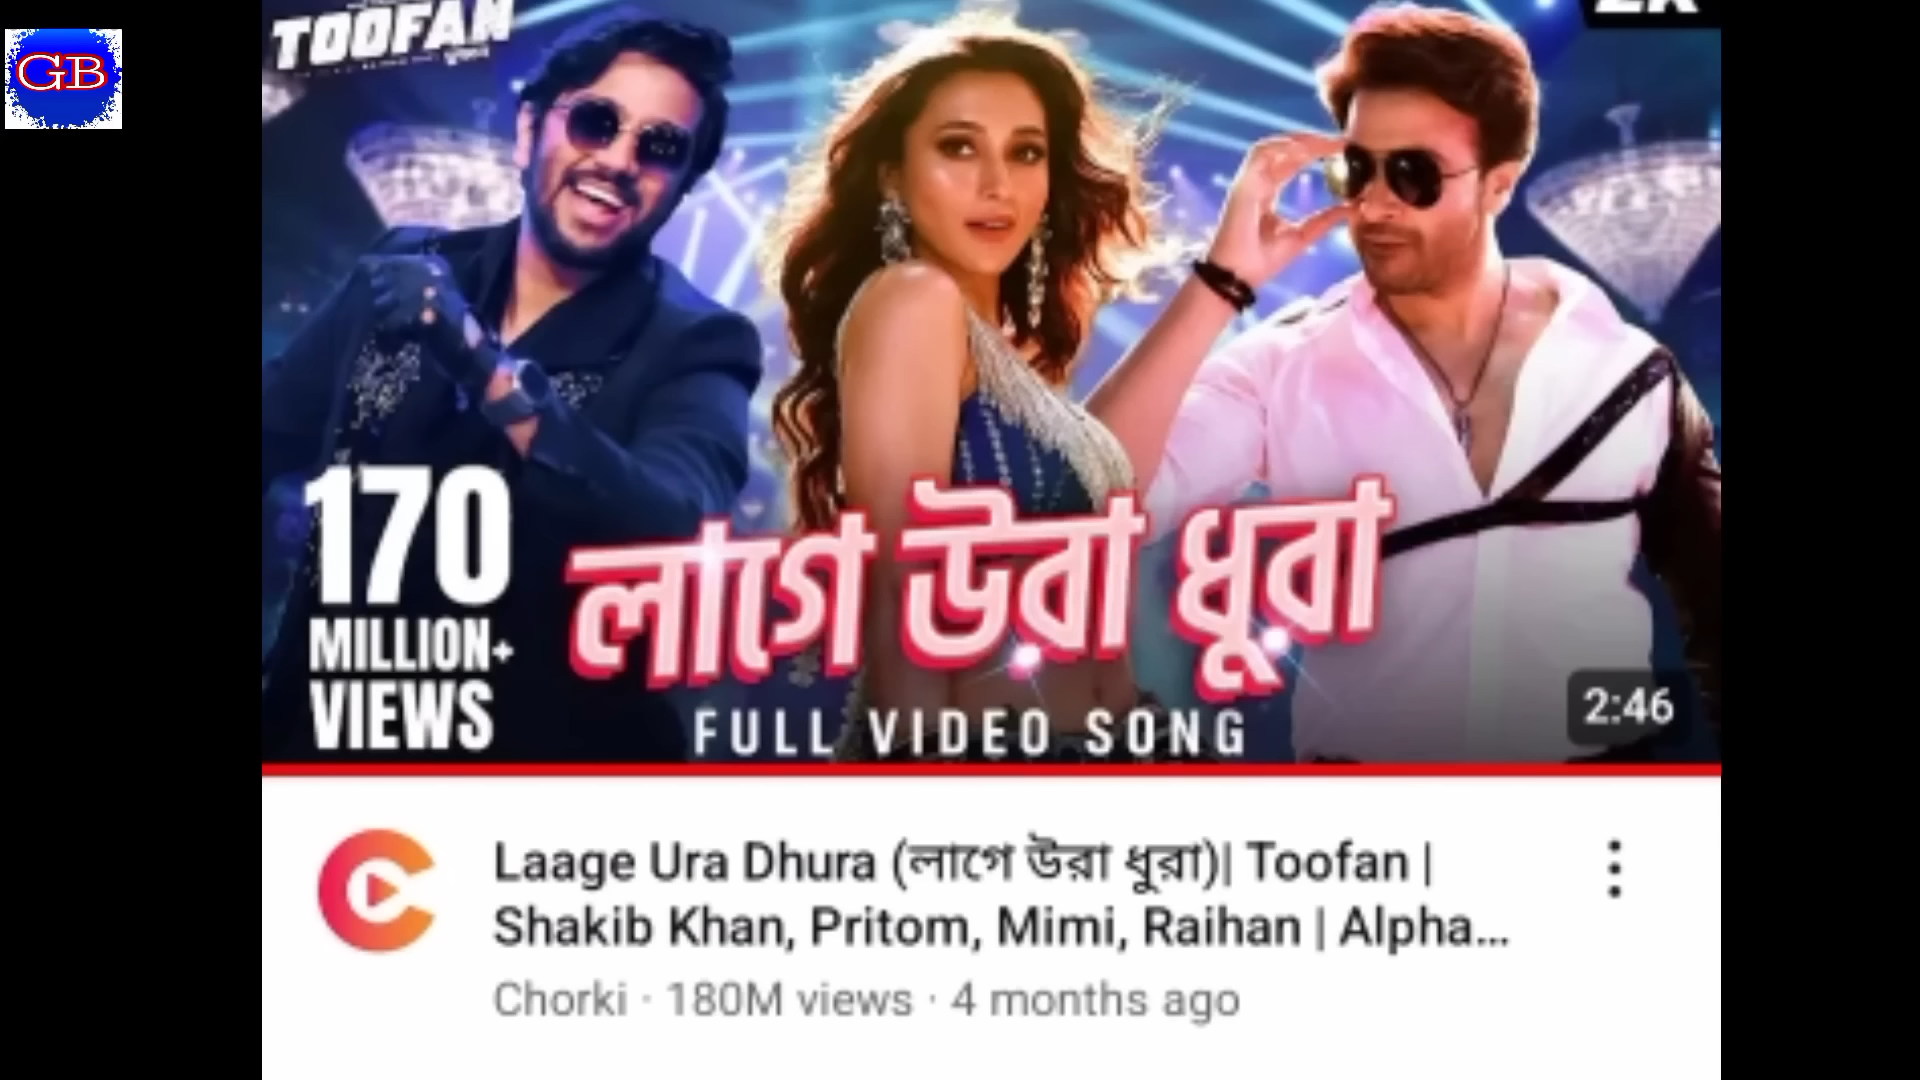 GB
TOOFAN
170
MILLION+
VIEWS
লাগে উরা ধুরা
FULL VIDEO SONG
2:46
Laage Ura Dhura (লাগে উরা ধুরা)| Toofan |
Shakib Khan, Pritom, Mimi, Raihan | Alpha...
Chorki · 180M views · 4 months ago